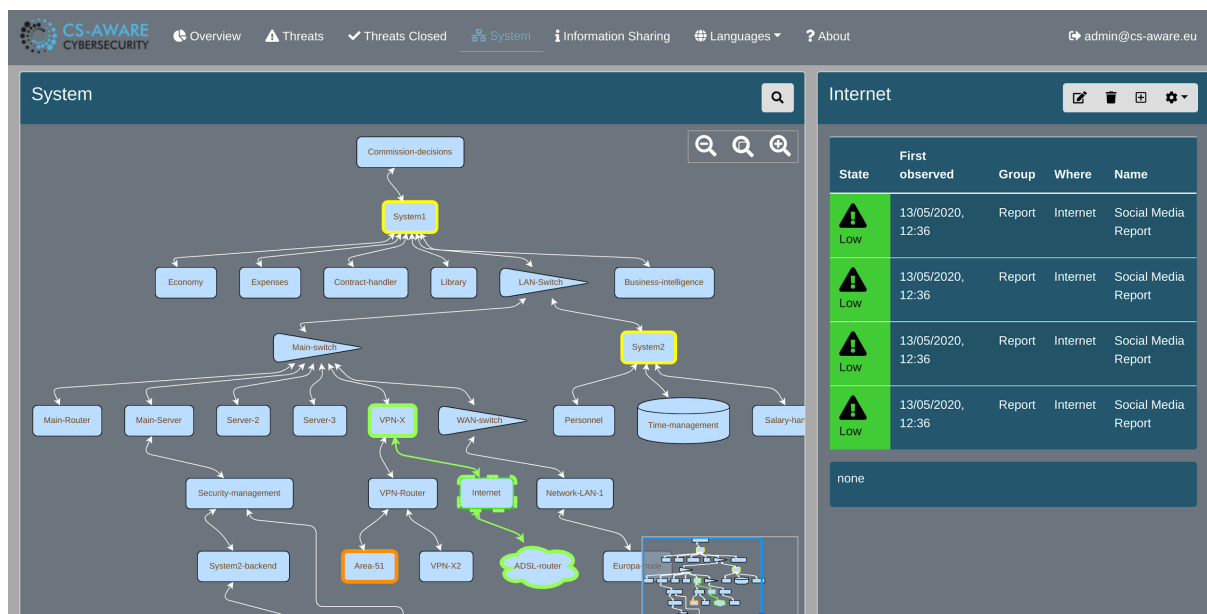 CS-AWARE
CYBERSECURITY
Overview
Threats
Threats Closed
System
Information Sharing
Languages
About
admin@cs-aware.eu
System
Commission-decisions
System1
Economy
Expenses
Contract-handler
Library
LAN-Switch
Business-intelligence
Main-switch
System2
Main-Router
Main-Server
Server-2
Server-3
VPN-X
WAN-switch
Personnel
Time-management
Security-management
VPN-Router
Internet
Network-LAN-1
System2-backend
Area-51
VPN-X2
ADSL-router
Internet
State
First
observed
Group
Where
Name
Low
13/05/2020,
12:36
Report
Internet
Social Media
Report
Low
13/05/2020,
12:36
Report
Internet
Social Media
Report
Low
13/05/2020,
12:36
Report
Internet
Social Media
Report
Low
13/05/2020,
12:36
Report
Internet
Social Media
Report
none